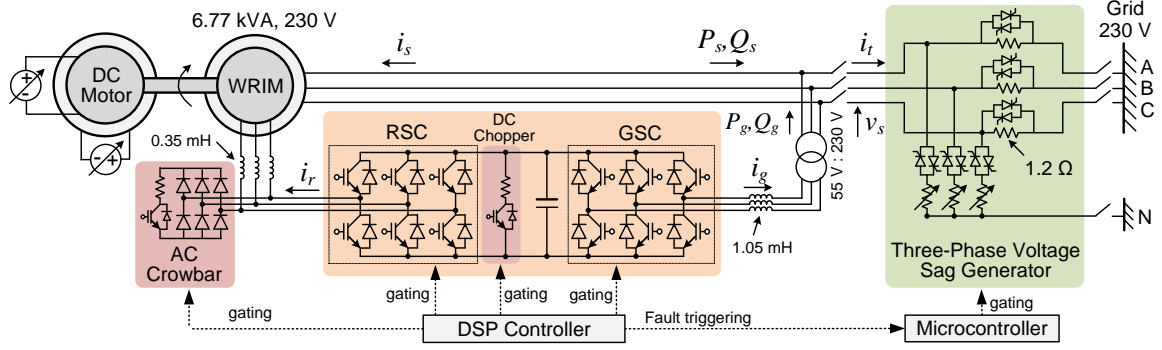 6.77 kVA, 230 V
DC
Motor
WRIM
i_s
P_s,Q_s
i_t
Grid
230 V
A
B
C
N
P_g,Q_g
v_s
55 V : 230 V
0.35 mH
i_r
RSC
DC
Chopper
GSC
i_g
1.05 mH
1.2 Ω
AC
Crowbar
Three-Phase Voltage
Sag Generator
gating
gating
gating
gating
gating
DSP Controller
Fault triggering
Microcontroller